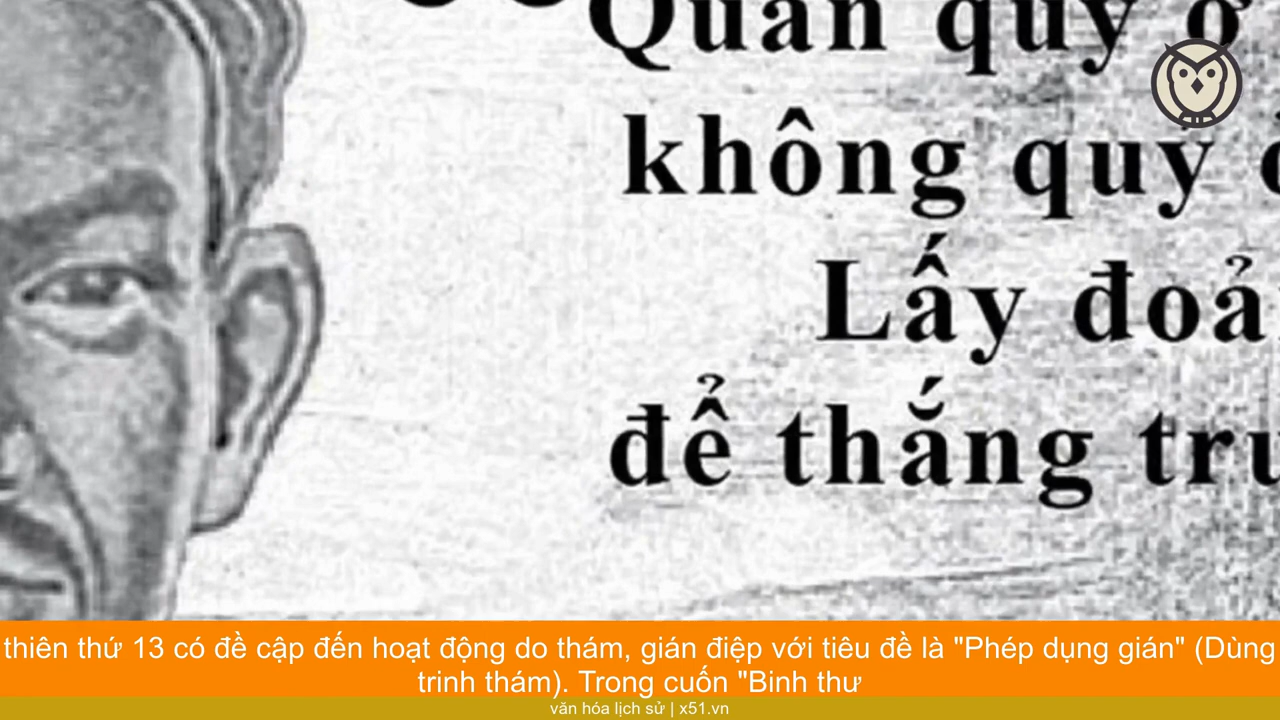 Quân quý ở
không quý
Lấy đoả
để thắng tru
thiên thứ 13 có đề cập đến hoạt động do thám, gián điệp với tiêu đề là "Phép dụng gián" (Dùng
trinh thám). Trong cuốn "Binh thư
văn hóa lịch sử | x51.vn